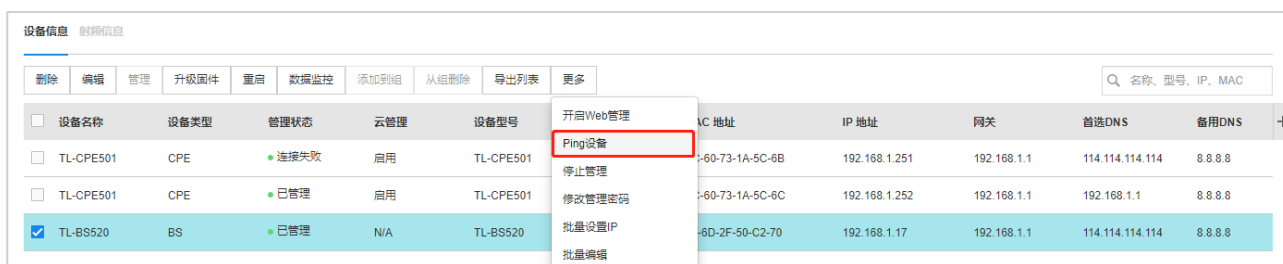 设备信息 射频信息
删除 编辑 管理 升级固件 重启 数据监控 添加到组 从组删除 导出列表 更多 名称、型号、IP、MAC
设备名称 设备类型 管理状态 云管理 设备型号 AC 地址 IP 地址 网关 首选DNS 备用DNS
TL-CPE501 CPE 连接失败 启用 TL-CPE501 -60-73-1A-5C-6B 192.168.1.251 192.168.1.1 114.114.114.114 8.8.8.8
TL-CPE501 CPE 已管理 启用 TL-CPE501 -60-73-1A-5C-6C 192.168.1.252 192.168.1.1 192.168.1.1 8.8.8.8
TL-BS520 BS 已管理 N/A TL-BS520 -6D-2F-50-C2-70 192.168.1.17 192.168.1.1 114.114.114.114 8.8.8.8
开启Web管理
Ping设备
停止管理
修改管理密码
批量设置IP
批量编辑